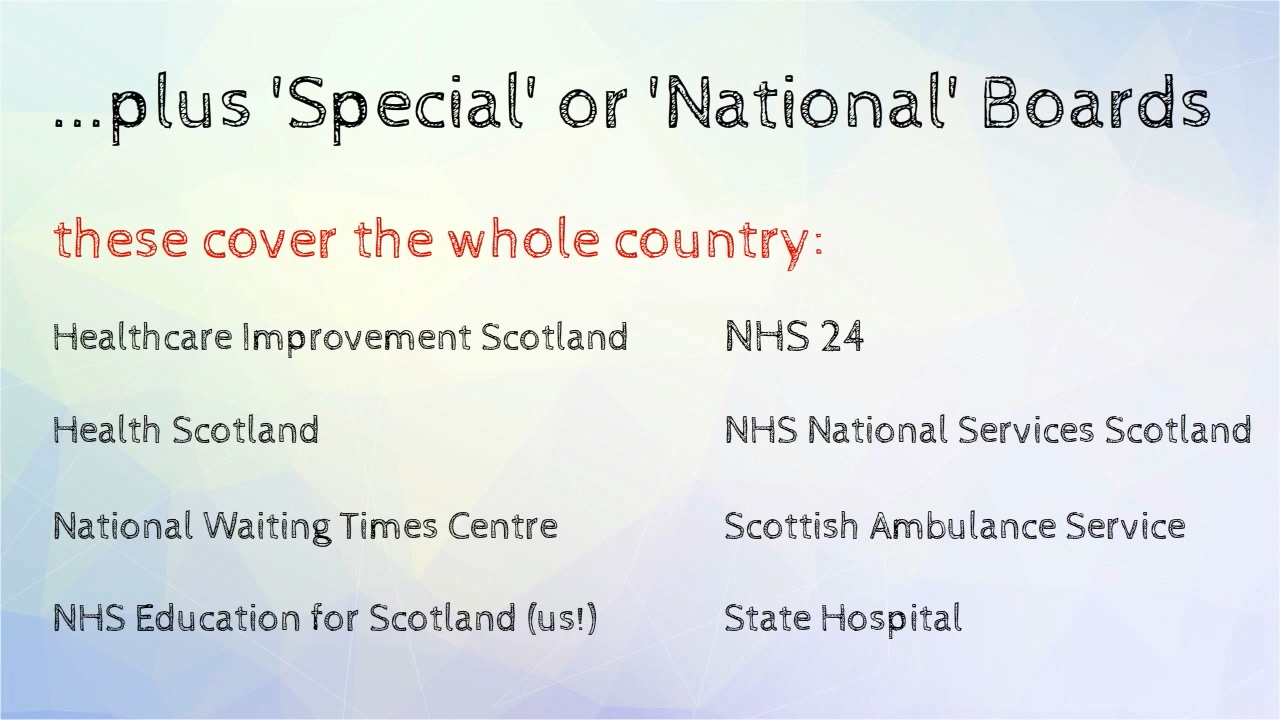 ...plus 'Special' or 'National' Boards
these cover the whole country:
Healthcare Improvement Scotland
Health Scotland
National Waiting Times Centre
NHS Education for Scotland (us!)
NHS 24
NHS National Services Scotland
Scottish Ambulance Service
State Hospital